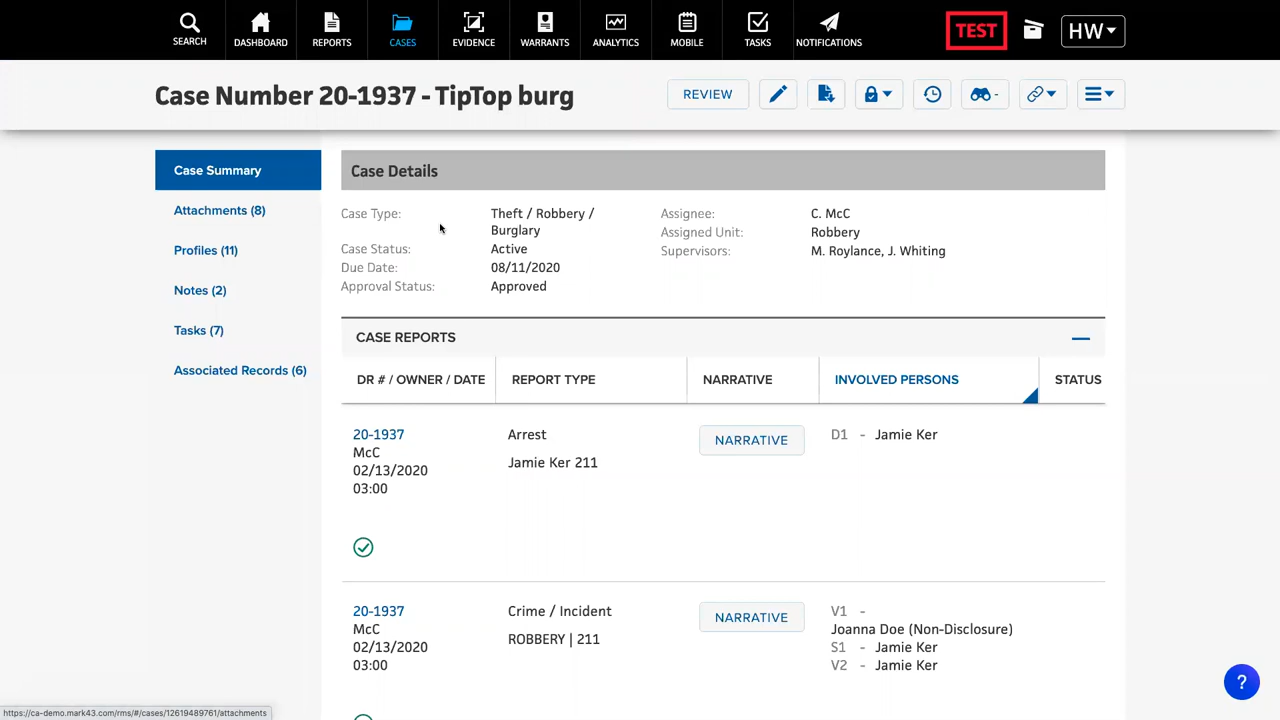 SEARCH
DASHBOARD
REPORTS
CASES
EVIDENCE
WARRANTS
ANALYTICS
MOBILE
TASKS
NOTIFICATIONS
TEST
HW
Case Number 20-1937 - TipTop burg
REVIEW
Case Summary
Attachments (8)
Profiles (11)
Notes (2)
Tasks (7)
Associated Records (6)
Case Details
Case Type: Theft / Robbery / Burglary
Case Status: Active
Due Date: 08/11/2020
Approval Status: Approved
Assignee: C. McC
Assigned Unit: Robbery
Supervisors: M. Roylance, J. Whiting
CASE REPORTS
DR # / OWNER / DATE REPORT TYPE NARRATIVE INVOLVED PERSONS STATUS
20-1937 Arrest NARRATIVE D1 - Jamie Ker
McC
Jamie Ker 211
02/13/2020
03:00
20-1937 Crime / Incident NARRATIVE V1 -
McC Joanna Doe (Non-Disclosure)
ROBBERY | 211
02/13/2020 S1 - Jamie Ker
03:00 V2 - Jamie Ker
?
https://ca-demo.mark43.com/rms/#/cases/12619489761/attachments